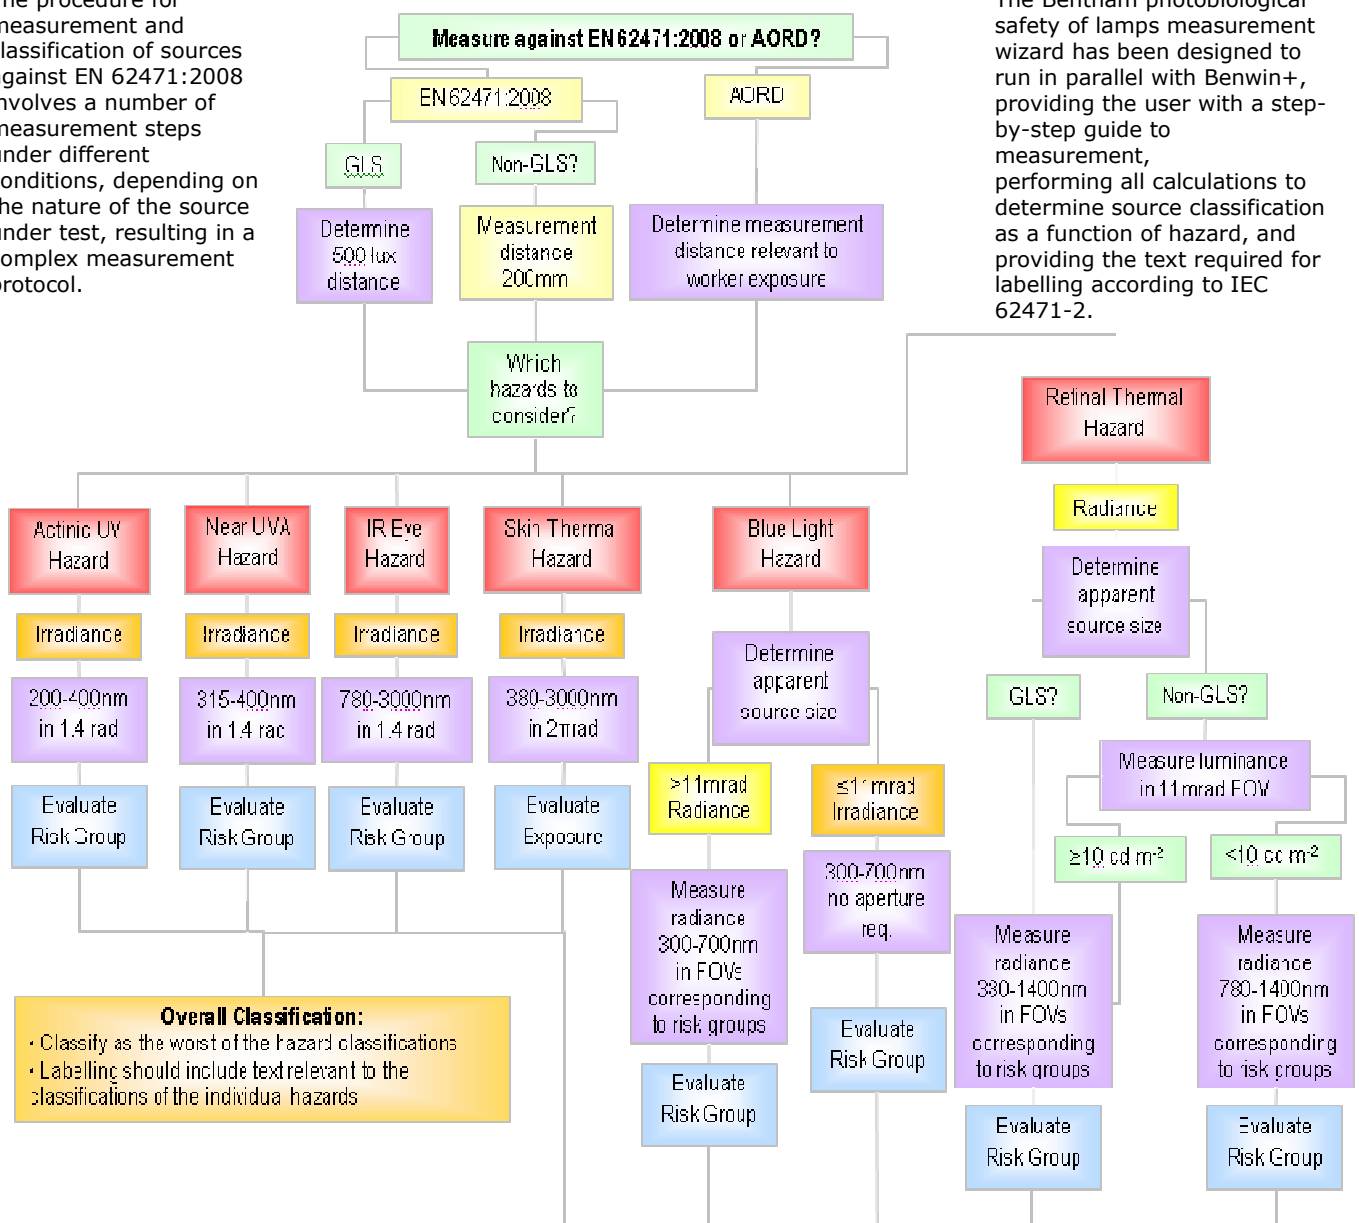 The procedure for
measurement and
classification of sources
against EN 62471:2008
involves a number of
measurement steps
under different
conditions, depending on
the nature of the source
under test, resulting in a
complex measurement
protocol.
The Bentham photobiological
safety of lamps measurement
wizard has been designed to
run in parallel with Benwin+,
providing the user with a step-
by-step guide to
measurement,
performing all calculations to
determine source classification
as a function of hazard, and
providing the text required for
labelling according to IEC
62471-2.
Measure against EN 62471:2008 or AORD?
EN 62471:2008
AORD
GLS
Non-GLS?
Determine
500 lux
distance
Measurement
distance
200mm
Determine measurement
distance relevant to
worker exposure
Which
hazards to
consider?
Actinic UV
Hazard
Near UVA
Hazard
IR Eye
Hazard
Skin Therma
Hazard
Blue Light
Hazard
Retinal Thermal
Hazard
Irradiance
Irradiance
Irradiance
Irradiance
Radiance
200-400nm
in 1.4 rad
315-400nm
in 1.4 rad
780-3000nm
in 1.4 rad
380-3000nm
in 2πrad
Determine
apparent
source size
Determine
apparent
source size
Evaluate
Risk Group
Evaluate
Risk Group
Evaluate
Risk Group
Evaluate
Exposure
>11mrad
Radiance
≤11mrad
Irradiance
GLS?
Non-GLS?
Measure luminance
in 11mrad FOV
≥10 cd m-2
<10 cd m-2
Measure
radiance
300-700nm
in FOVs
corresponding
to risk groups
300-700nm
no aperture
req.
Measure
radiance
380-1400nm
in FOVs
corresponding
to risk groups
Measure
radiance
780-1400nm
in FOVs
corresponding
to risk groups
Evaluate
Risk Group
Evaluate
Risk Group
Evaluate
Risk Group
Evaluate
Risk Group
Overall Classification:
• Classify as the worst of the hazard classifications
• Labelling should include text relevant to the
classifications of the individual hazards